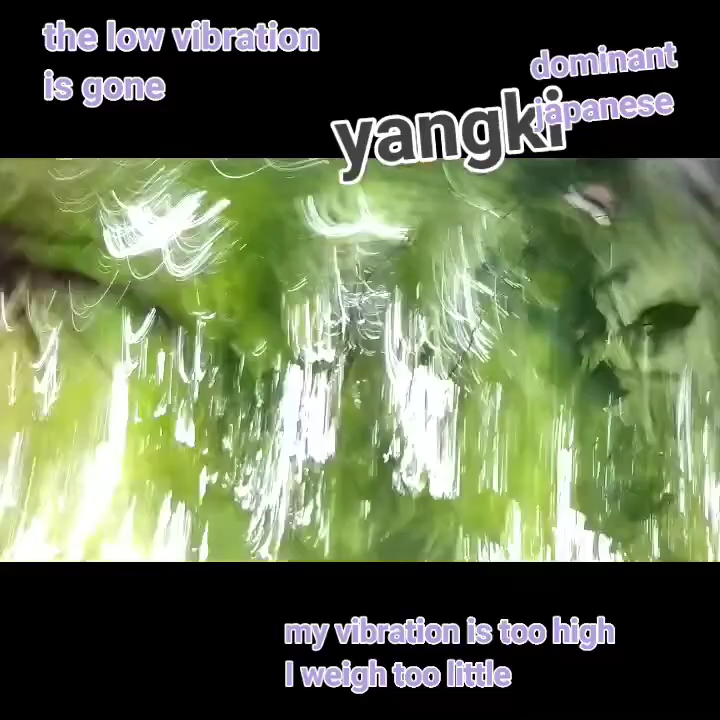 the low vibration
is gone
dominant
japanese
yangki
my vibration is too high
I weigh too little